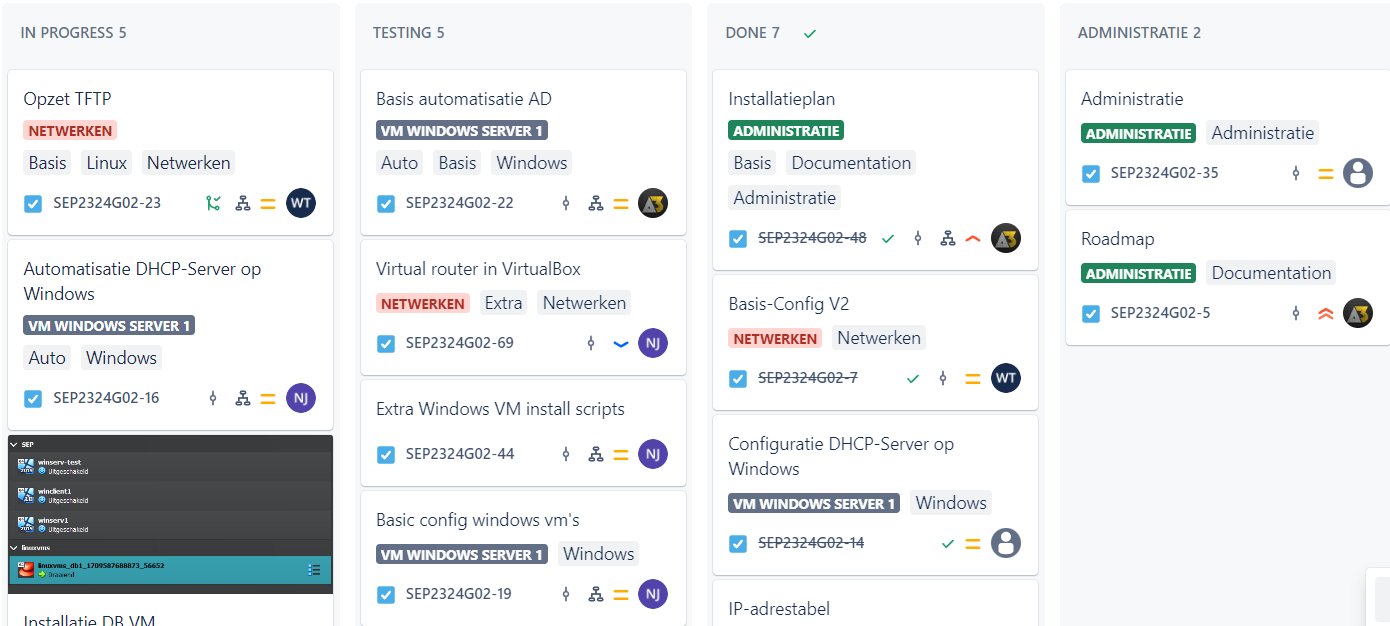 IN PROGRESS 5
Opzet TFTP
NETWERKEN
Basis Linux Netwerken
SEP2324G02-23 WT
Automatisatie DHCP-Server op
Windows
VM WINDOWS SERVER 1
Auto Windows
SEP2324G02-16 NJ
SEP
winserv-test
Uitgeschakeld
winclient1
Uitgeschakeld
winserv1
Uitgeschakeld
linuxvms
linuxvms_db1_1709587688873_56652
Draaiend
Installatie DB VM
TESTING 5
Basis automatisatie AD
VM WINDOWS SERVER 1
Auto Basis Windows
SEP2324G02-22
Virtual router in VirtualBox
NETWERKEN Extra Netwerken
SEP2324G02-69 NJ
Extra Windows VM install scripts
SEP2324G02-44 NJ
Basic config windows vm's
VM WINDOWS SERVER 1 Windows
SEP2324G02-19 NJ
DONE 7
Installatieplan
ADMINISTRATIE
Basis Documentation
Administratie
SEP2324G02-48
Basis-Config V2
NETWERKEN Netwerken
SEP2324G02-7 WT
Configuratie DHCP-Server op
Windows
VM WINDOWS SERVER 1 Windows
SEP2324G02-14
IP-adrestabel
ADMINISTRATIE 2
Administratie
ADMINISTRATIE Administratie
SEP2324G02-35
Roadmap
ADMINISTRATIE Documentation
SEP2324G02-5